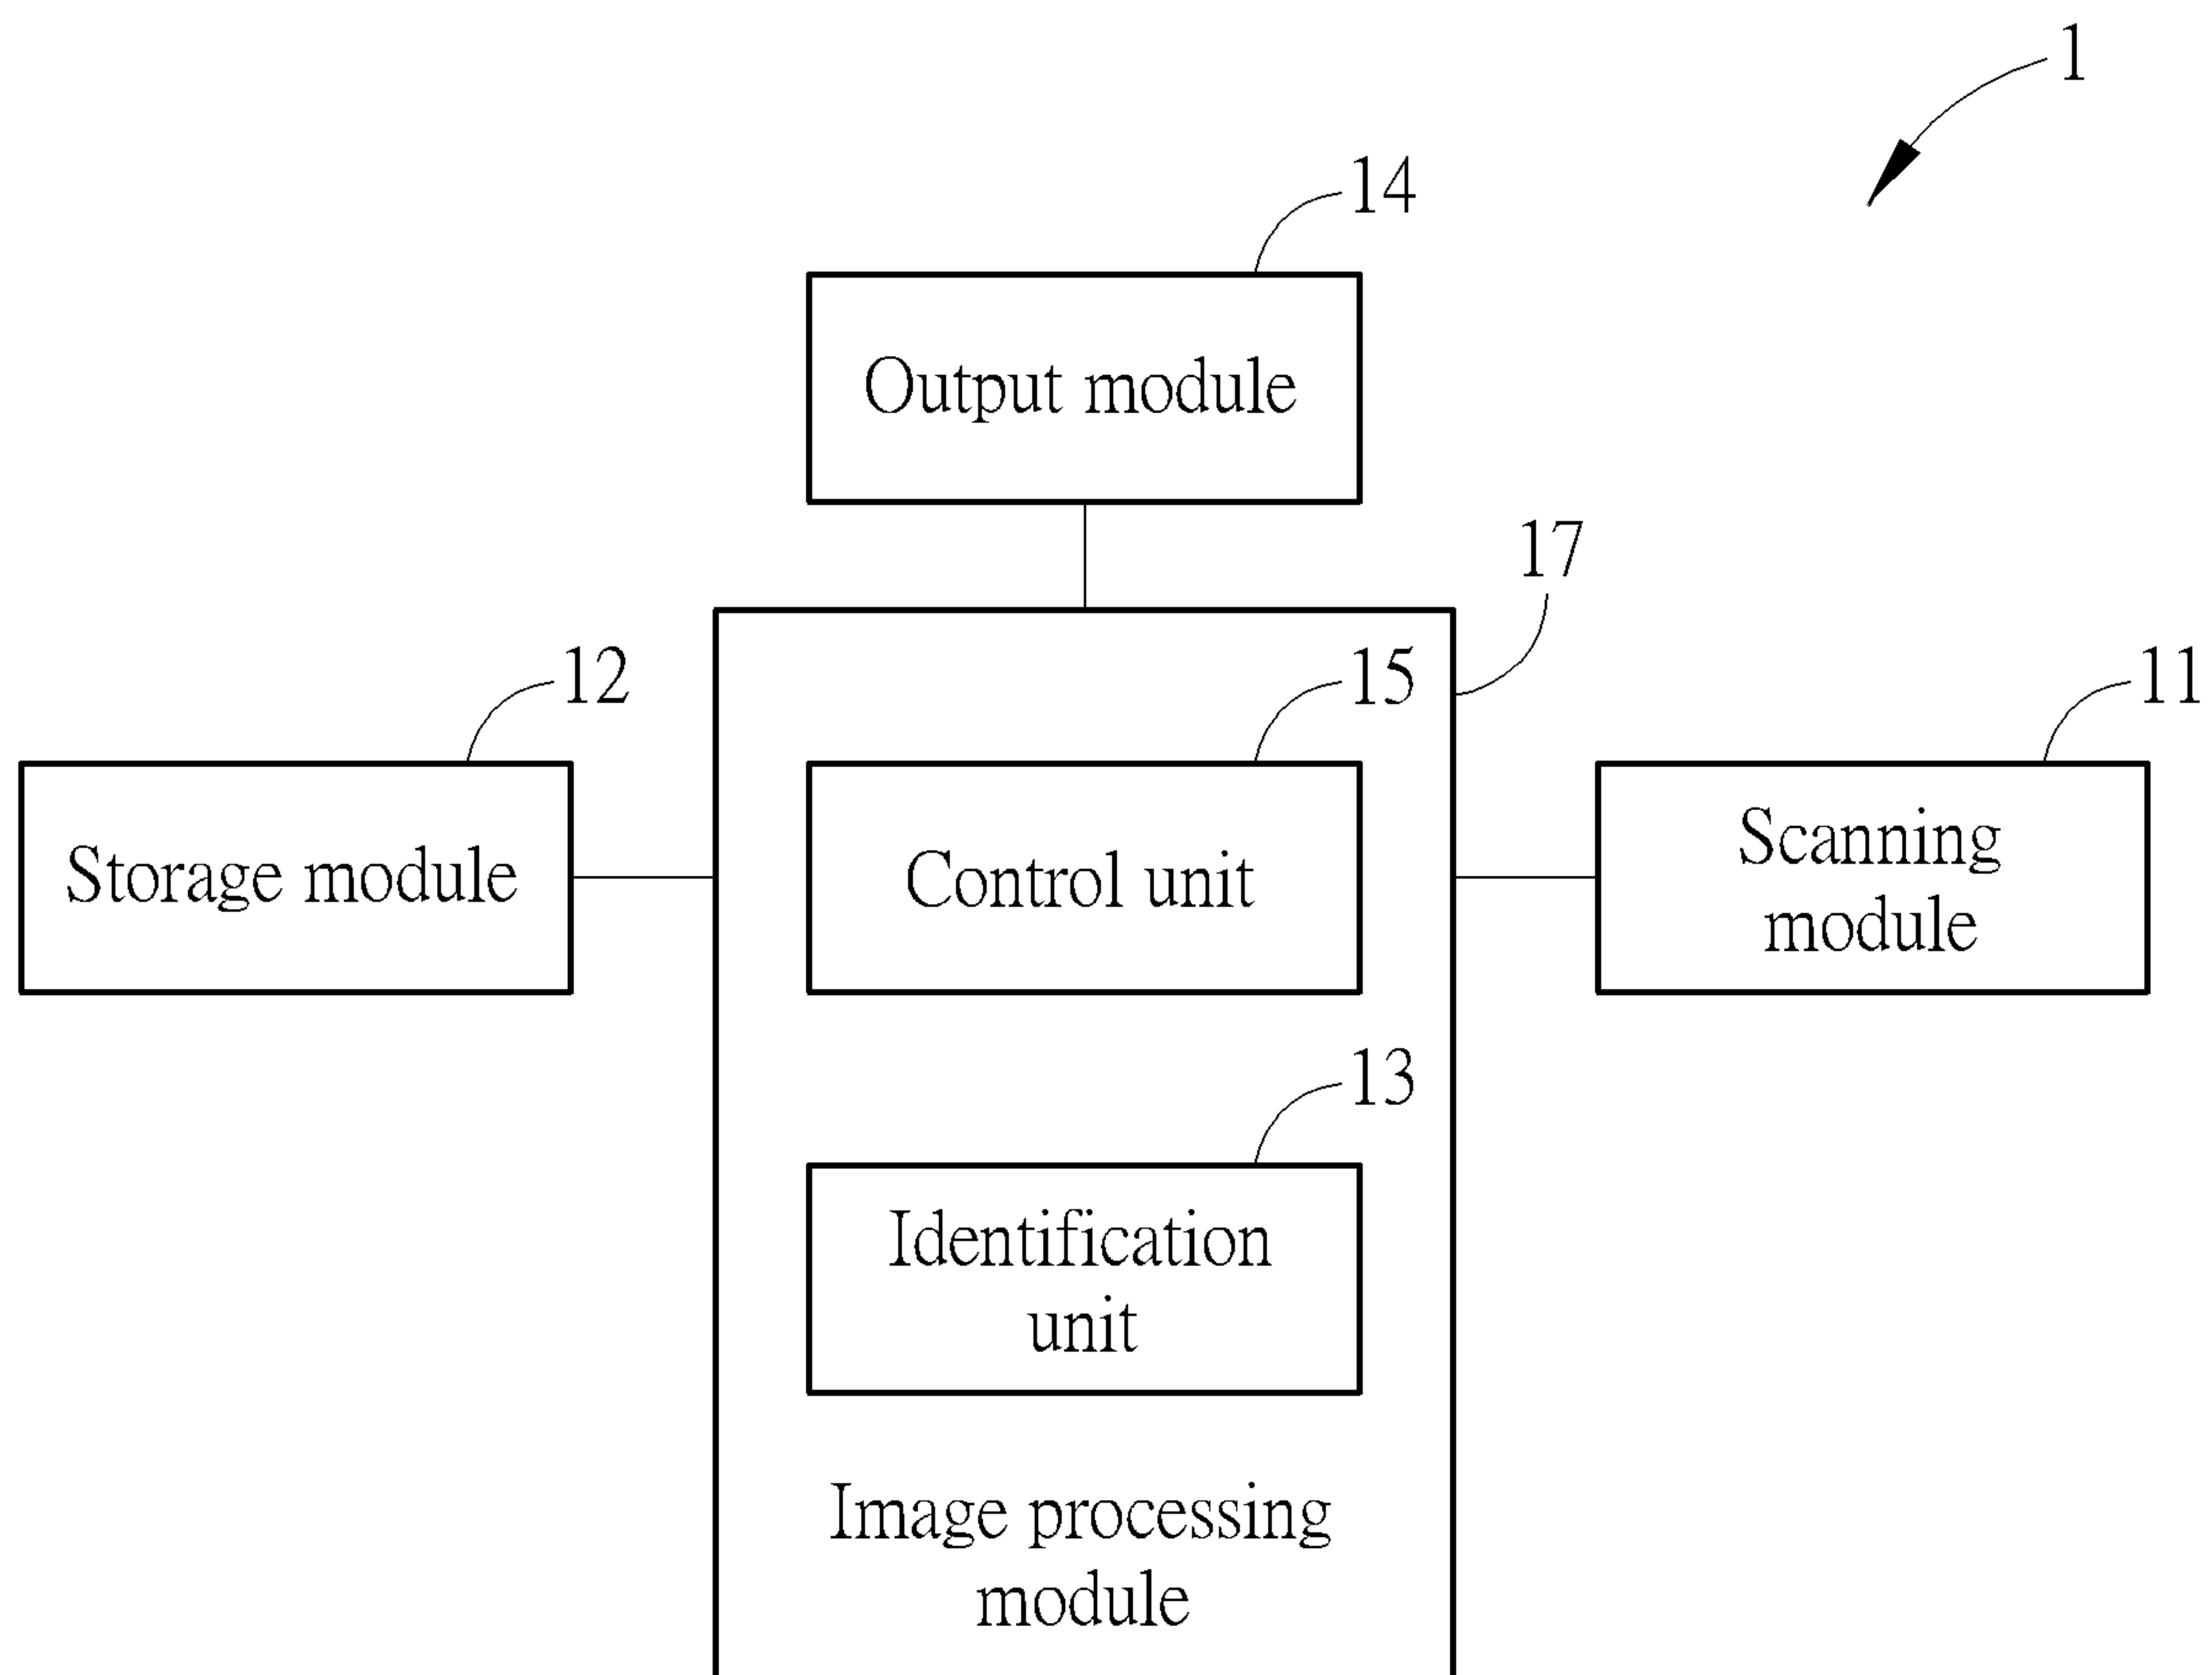 1
14
Output module
17
12
15
11
Storage module
Control unit
Scanning
module
13
Identification
unit
Image processing
module